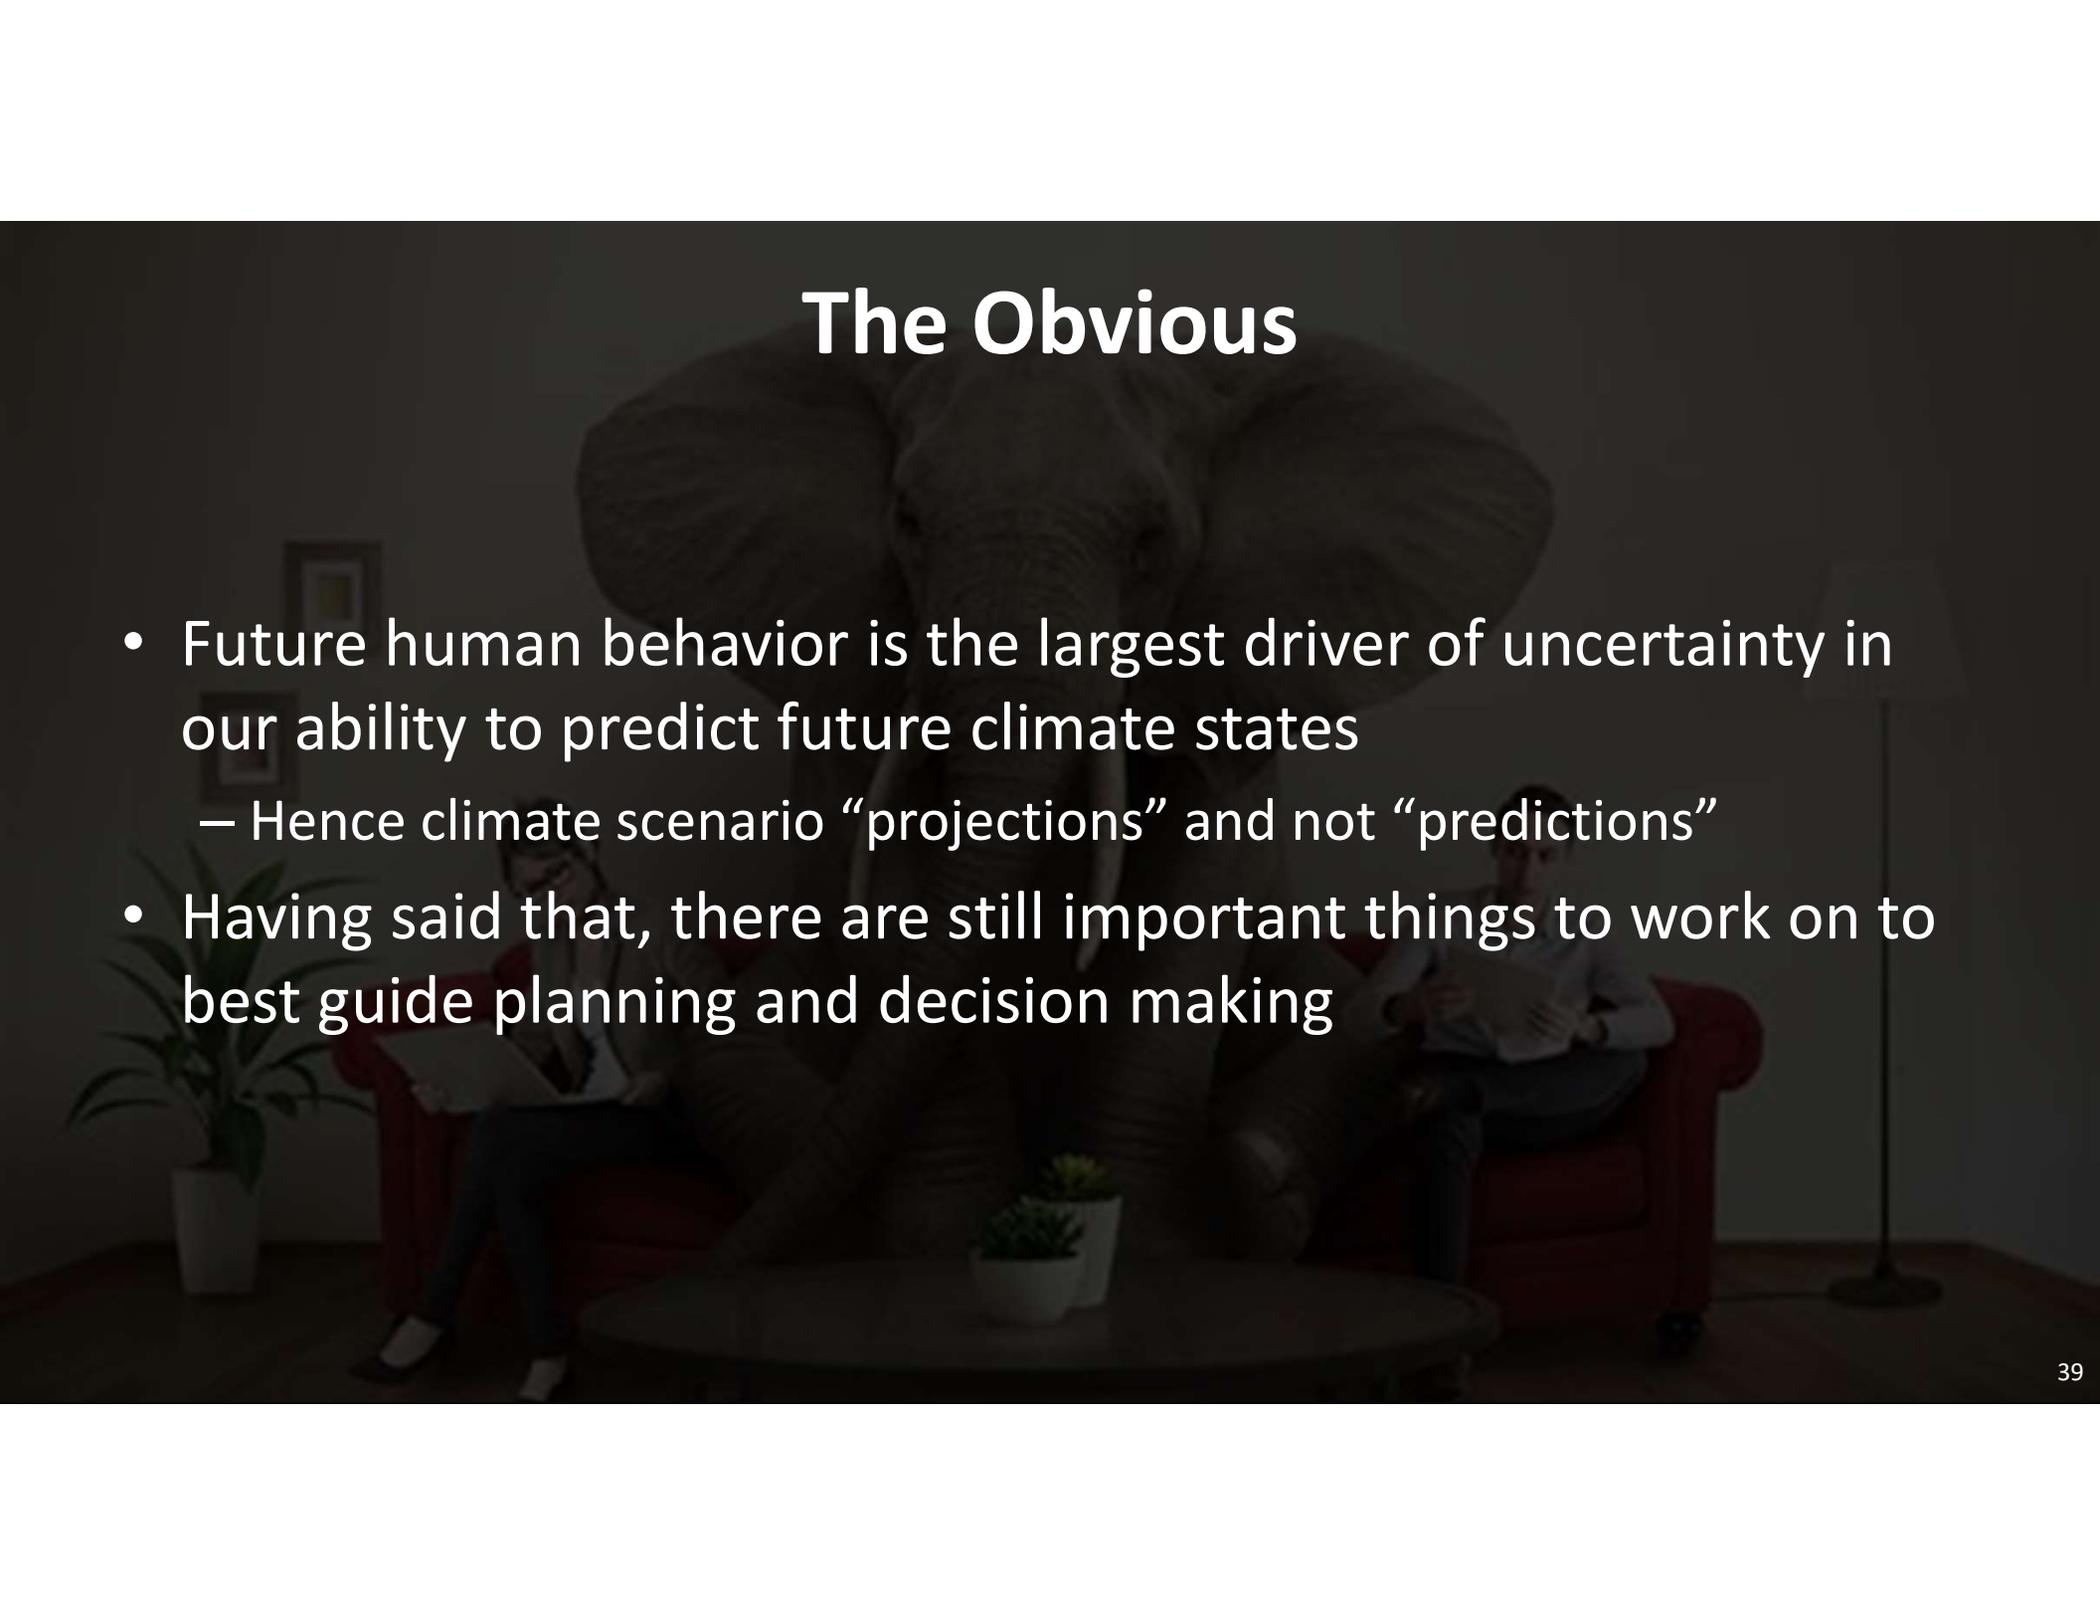 The Obvious
• Future human behavior is the largest driver of uncertainty in
our ability to predict future climate states
– Hence climate scenario “projections” and not “predictions”
• Having said that, there are still important things to work on to
best guide planning and decision making
39